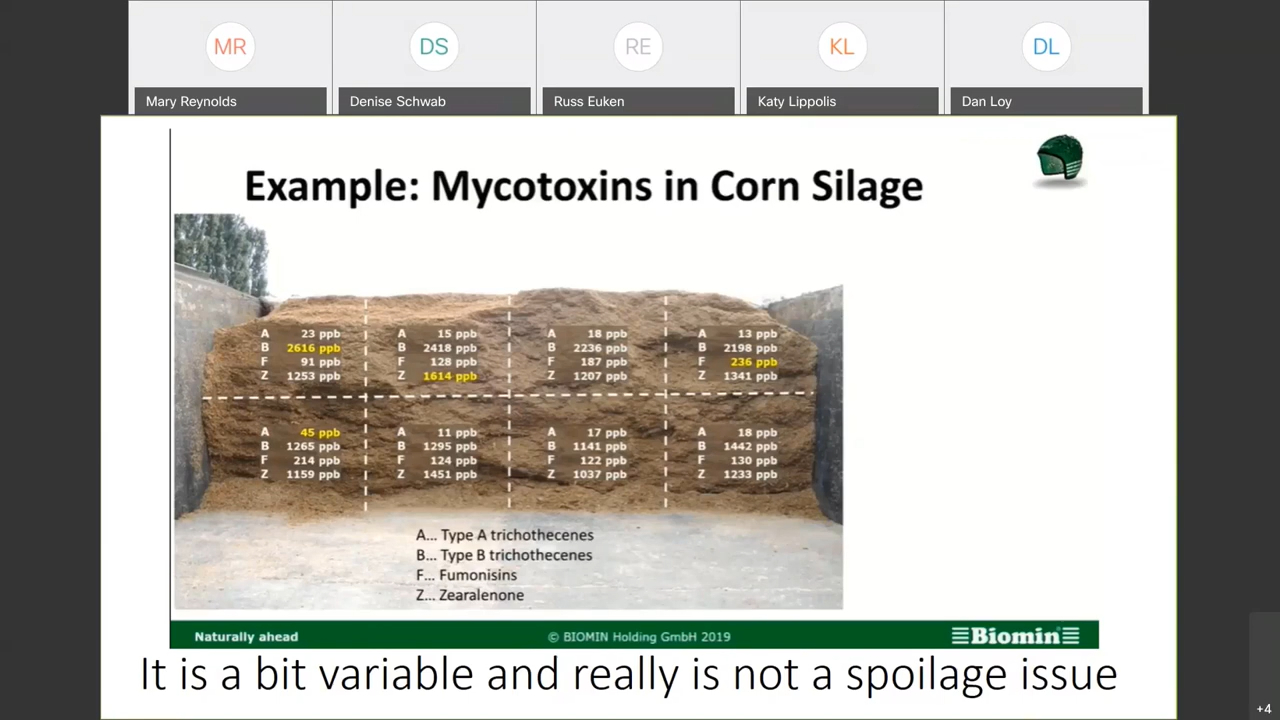 MR
DS
RE
KL
DL
Mary Reynolds
Denise Schwab
Russ Euken
Katy Lippolis
Dan Loy
Example: Mycotoxins in Corn Silage
A 23 ppb
B 2616 ppb
F 91 ppb
Z 1253 ppb
A 15 ppb
B 2418 ppb
F 128 ppb
Z 1614 ppb
A 18 ppb
B 2236 ppb
F 187 ppb
Z 1207 ppb
A 13 ppb
B 2198 ppb
F 236 ppb
Z 1341 ppb
A 45 ppb
B 1265 ppb
F 214 ppb
Z 1159 ppb
A 11 ppb
B 1295 ppb
F 124 ppb
Z 1451 ppb
A 17 ppb
B 1141 ppb
F 122 ppb
Z 1037 ppb
A 18 ppb
B 1442 ppb
F 130 ppb
Z 1233 ppb
A... Type A trichothecenes
B... Type B trichothecenes
F... Fumonisins
Z... Zearalenone
Naturally ahead
© BIOMIN Holding GmbH 2019
Biomin
It is a bit variable and really is not a spoilage issue
+4